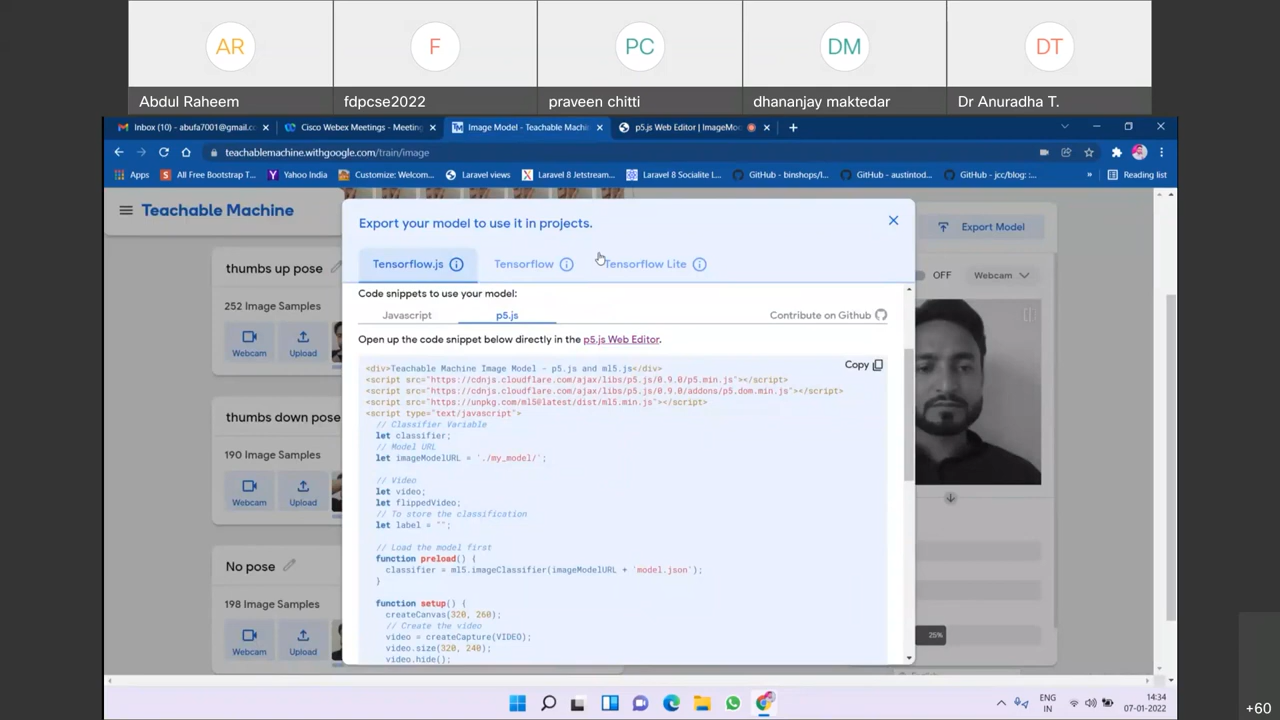 AR
F
PC
DM
DT
Abdul Raheem
fdpcse2022
praveen chitti
dhananjay maktedar
Dr Anuradha T.
Inbox (10) - abufa7001@gmail.c
Cisco Webex Meetings - Meeting
Image Model - Teachable Machin
p5.js Web Editor | ImageMo
teachablemachine.withgoogle.com/train/image
Apps
All Free Bootstrap T...
Yahoo India
Customize: Welcom...
Laravel views
Laravel 8 Jetstream...
Laravel 8 Socialite L...
GitHub - binshops/l...
GitHub - austintod...
GitHub - jcc/blog: :...
»
Reading list
Teachable Machine
Export your model to use it in projects.
Export Model
Tensorflow.js
Tensorflow
Tensorflow Lite
thumbs up pose
OFF
Webcam
252 Image Samples
Webcam
Upload
Code snippets to use your model:
Javascript
p5.js
Contribute on Github
Open up the code snippet below directly in the p5.js Web Editor.
Copy
<div>Teachable Machine Image Model - p5.js and ml5.js</div>
<script src="https://cdnjs.cloudflare.com/ajax/libs/p5.js/0.9.0/p5.min.js"></script>
<script src="https://cdnjs.cloudflare.com/ajax/libs/p5.js/0.9.0/addons/p5.dom.min.js"></script>
<script src="https://unpkg.com/ml5@latest/dist/ml5.min.js"></script>
<script type="text/javascript">
// Classifier Variable
let classifier;
// Model URL
let imageModelURL = './my_model/';
// Video
let video;
let flippedVideo;
// To store the classification
let label = "";
// Load the model first
function preload() {
classifier = ml5.imageClassifier(imageModelURL + 'model.json');
}
function setup() {
createCanvas(320, 260);
// Create the video
video = createCapture(VIDEO);
video.size(320, 240);
video.hide();
thumbs down pose
190 Image Samples
Webcam
Upload
No pose
198 Image Samples
Webcam
Upload
25%
ENG
IN
14:34
07-01-2022
+60